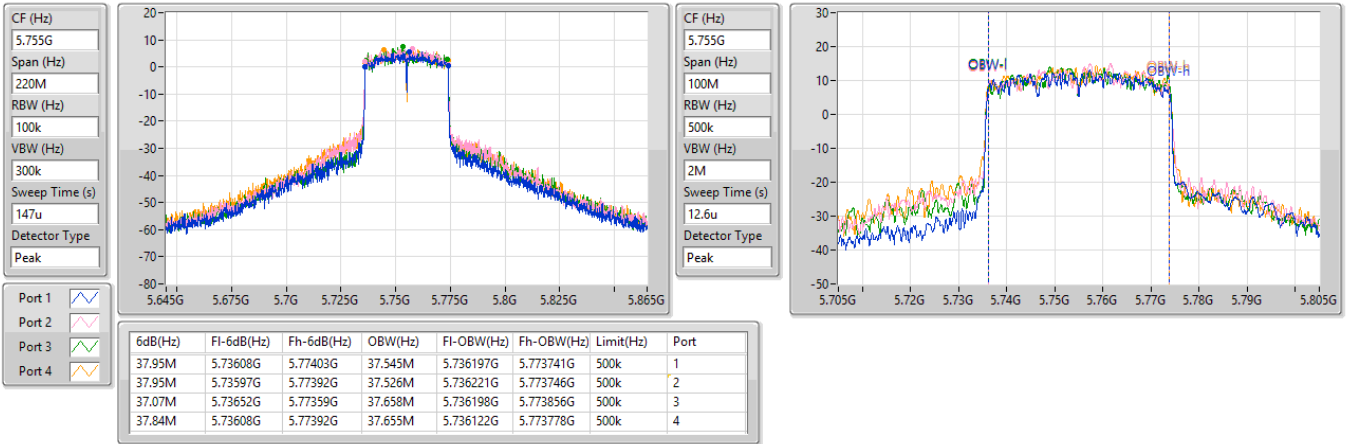 CF (Hz)
5.755G
Span (Hz)
220M
RBW (Hz)
100k
VBW (Hz)
300k
Sweep Time (s)
147u
Detector Type
Peak
20
10
0
-10
-20
-30
-40
-50
-60
-70
-80
5.645G 5.675G 5.7G 5.725G 5.75G 5.775G 5.8G 5.825G 5.865G
CF (Hz)
5.755G
Span (Hz)
100M
RBW (Hz)
500k
VBW (Hz)
2M
Sweep Time (s)
12.6u
Detector Type
Peak
30
20
10
0
-10
-20
-30
-40
-50
OBW-l
OBW-h
5.705G 5.72G 5.73G 5.74G 5.75G 5.76G 5.77G 5.78G 5.79G 5.805G
Port 1
Port 2
Port 3
Port 4
6dB(Hz) Fl-6dB(Hz) Fh-6dB(Hz) OBW(Hz) Fl-OBW(Hz) Fh-OBW(Hz) Limit(Hz) Port
37.95M 5.73608G 5.77403G 37.545M 5.736197G 5.773741G 500k 1
37.95M 5.73597G 5.77392G 37.526M 5.736221G 5.773746G 500k 2
37.07M 5.73652G 5.77359G 37.658M 5.736198G 5.773856G 500k 3
37.84M 5.73608G 5.77392G 37.655M 5.736122G 5.773778G 500k 4